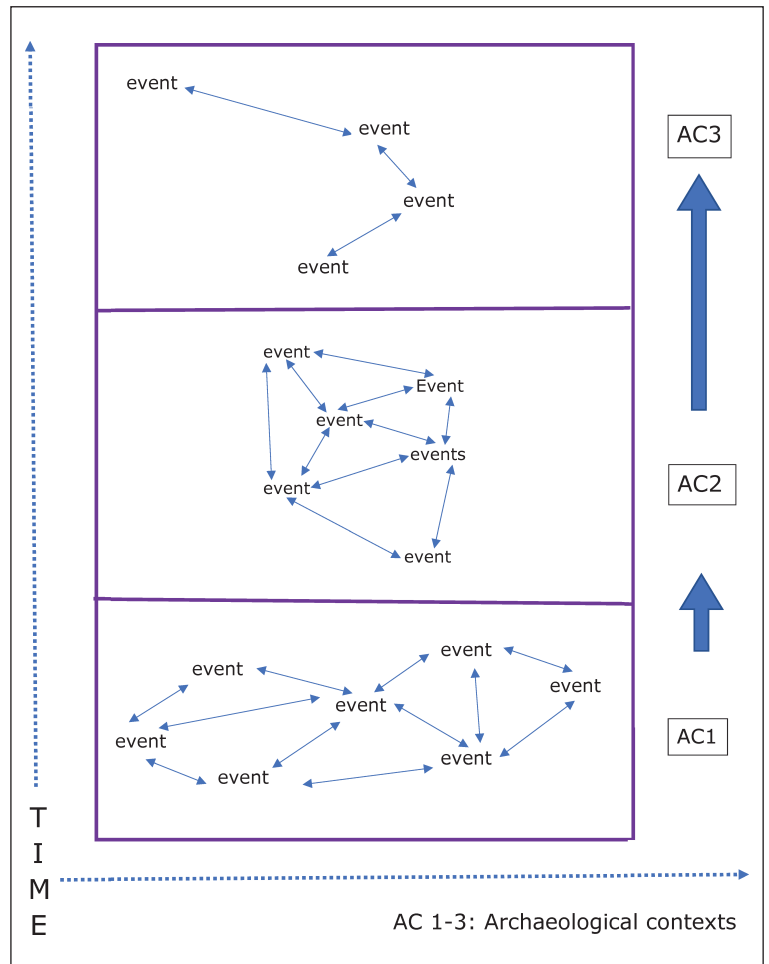 event
event
AC3
event
event
event
Event
event
events
AC2
event
event
event
event
event
event
AC1
event
event
event
T
I
M
E
AC 1-3: Archaeological contexts